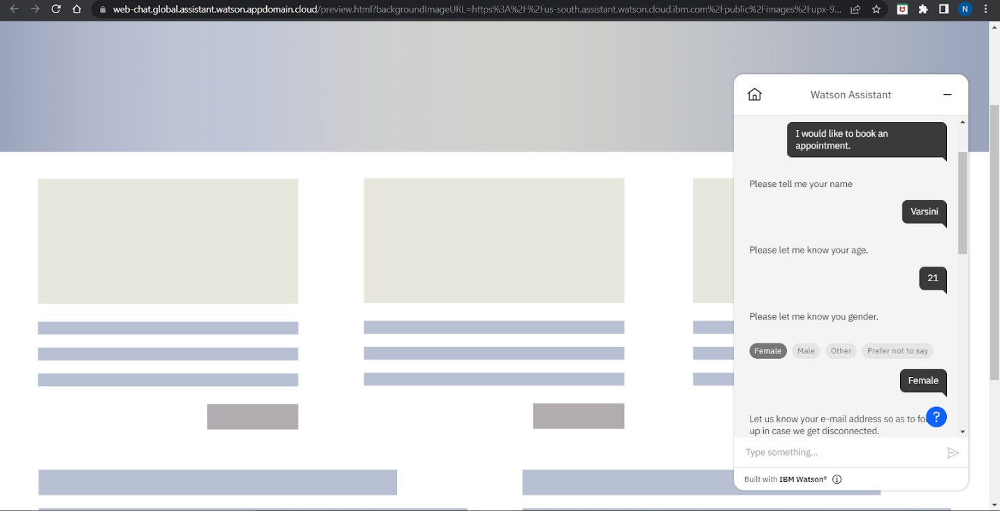 web-chat.global.assistant.watson.appdomain.cloud/preview.html?backgroundImageURL=https%3A%2F%2Fus-south.assistant.watson.cloud.ibm.com%2Fpublic%2Fimages%2Fupx-9...
N
Watson Assistant
I would like to book an
appointment.
Please tell me your name
Varsini
Please let me know your age.
21
Please let me know you gender.
Female Male Other Prefer not to say
Female
Let us know your e-mail address so as to
?
up in case we get disconnected.
Type something...
Built with IBM Watson®